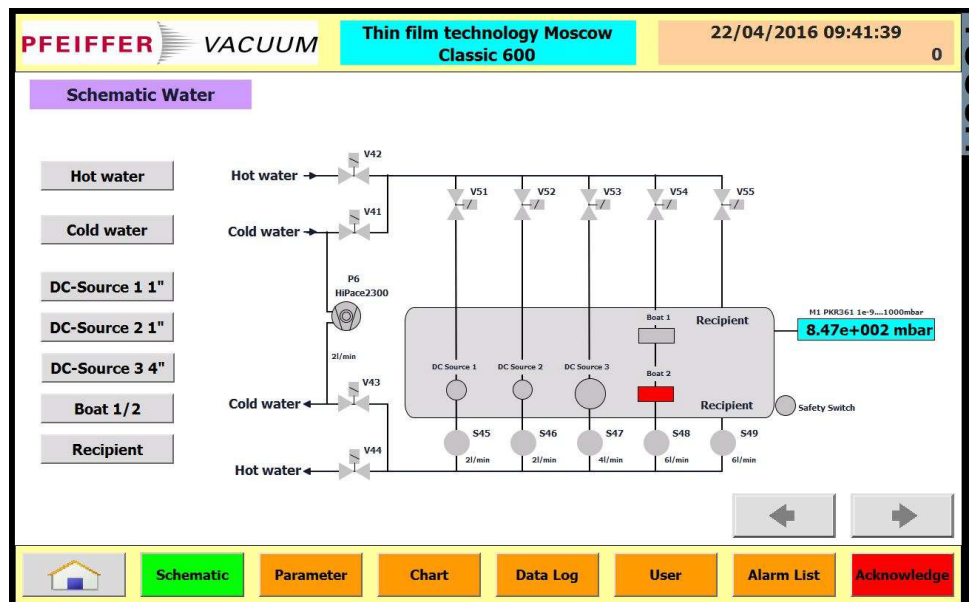 PFEIFFER VACUUM
Thin film technology Moscow
Classic 600
22/04/2016 09:41:39
0
Schematic Water
Hot water
Cold water
DC-Source 1 1"
DC-Source 2 1"
DC-Source 3 4"
Boat 1/2
Recipient
Hot water
V42
Cold water
V41
V51
V52
V53
V54
V55
P6
HiPace2300
2l/min
Cold water
V43
Hot water
V44
Boat 1
Recipient
DC Source 1
DC Source 2
DC Source 3
Boat 2
Recipient
M1 PKR361 1e-9....1000mbar
8.47e+002 mbar
Safety Switch
S45
2l/min
S46
2l/min
S47
4l/min
S48
6l/min
S49
6l/min
Schematic
Parameter
Chart
Data Log
User
Alarm List
Acknowledge